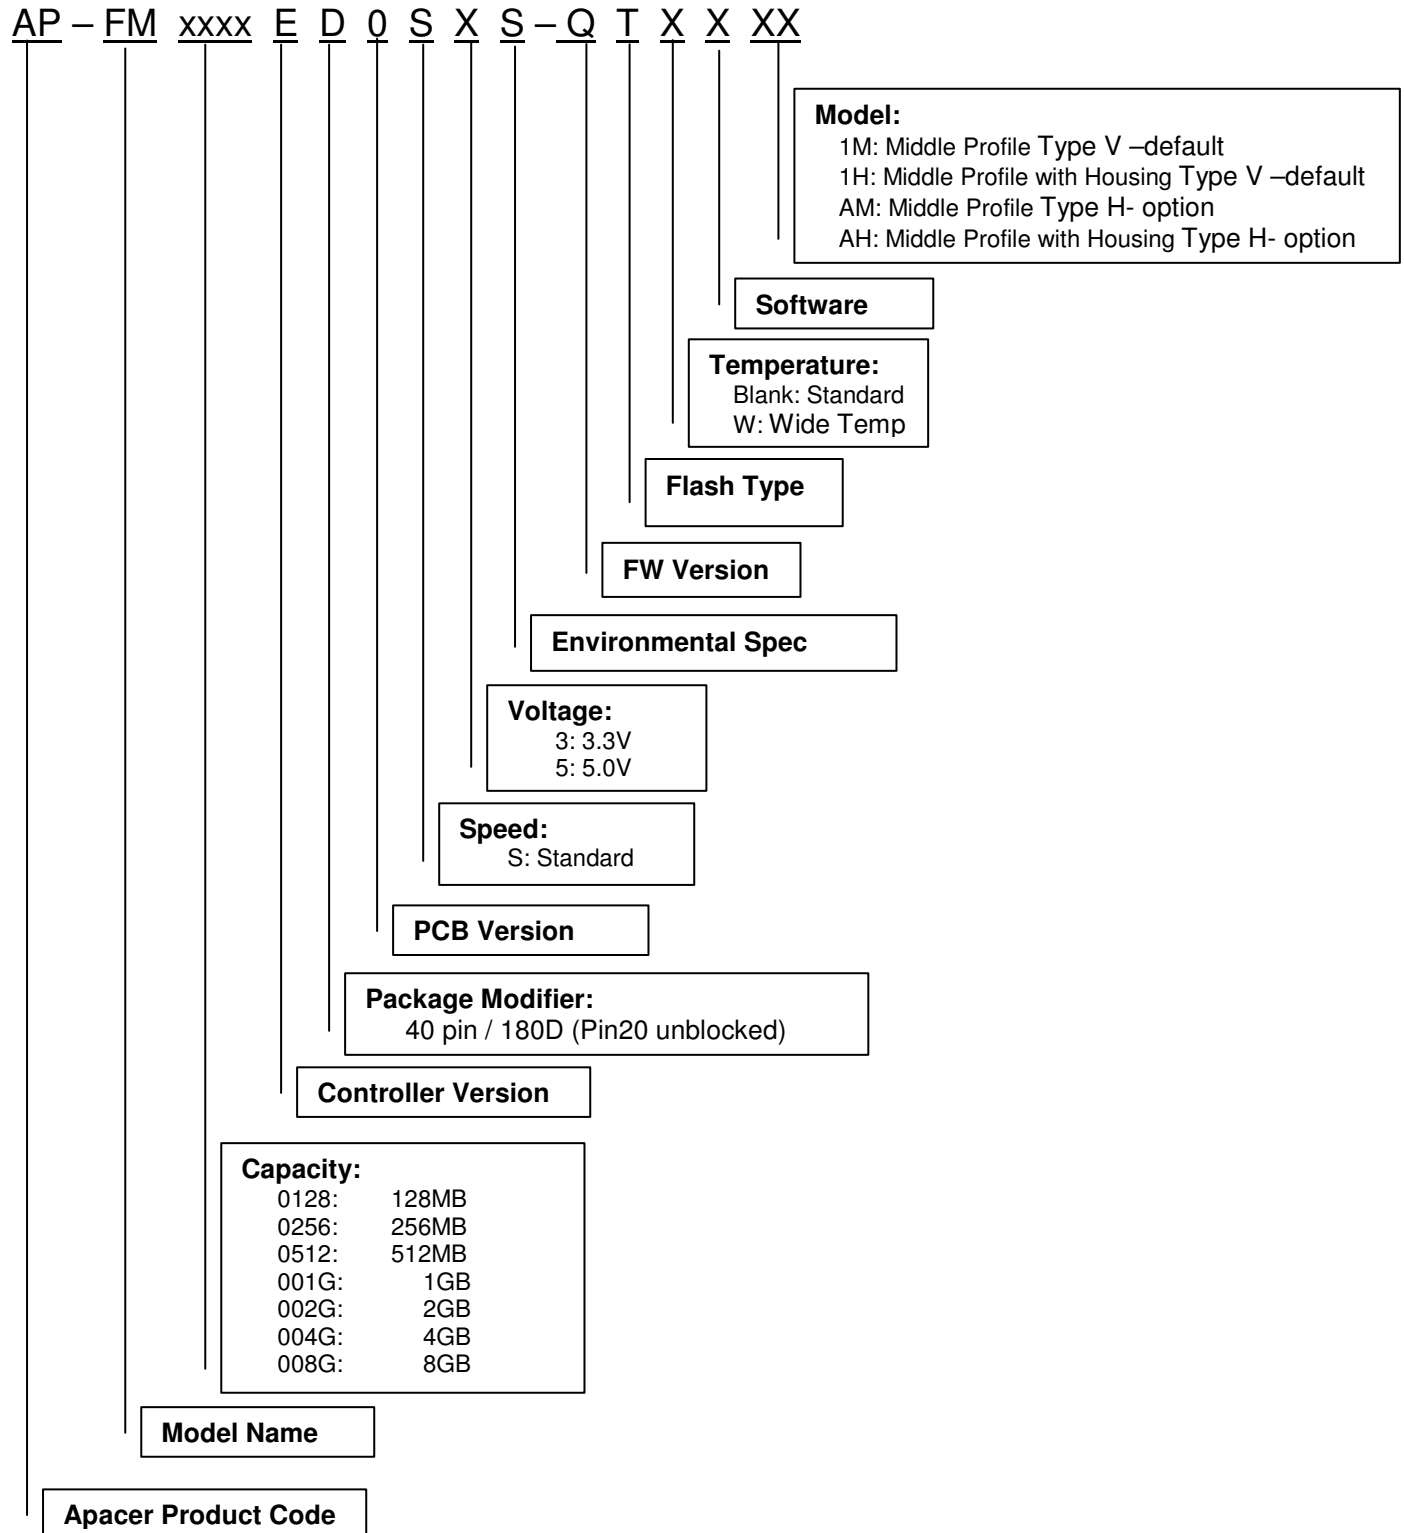 AP – FM xxxx E D 0 S X S – Q T X X XX
Model:
1M: Middle Profile Type V –default
1H: Middle Profile with Housing Type V –default
AM: Middle Profile Type H- option
AH: Middle Profile with Housing Type H- option
Software
Temperature:
Blank: Standard
W: Wide Temp
Flash Type
FW Version
Environmental Spec
Voltage:
3: 3.3V
5: 5.0V
Speed:
S: Standard
PCB Version
Package Modifier:
40 pin / 180D (Pin20 unblocked)
Controller Version
Capacity:
0128: 128MB
0256: 256MB
0512: 512MB
001G: 1GB
002G: 2GB
004G: 4GB
008G: 8GB
Model Name
Apacer Product Code